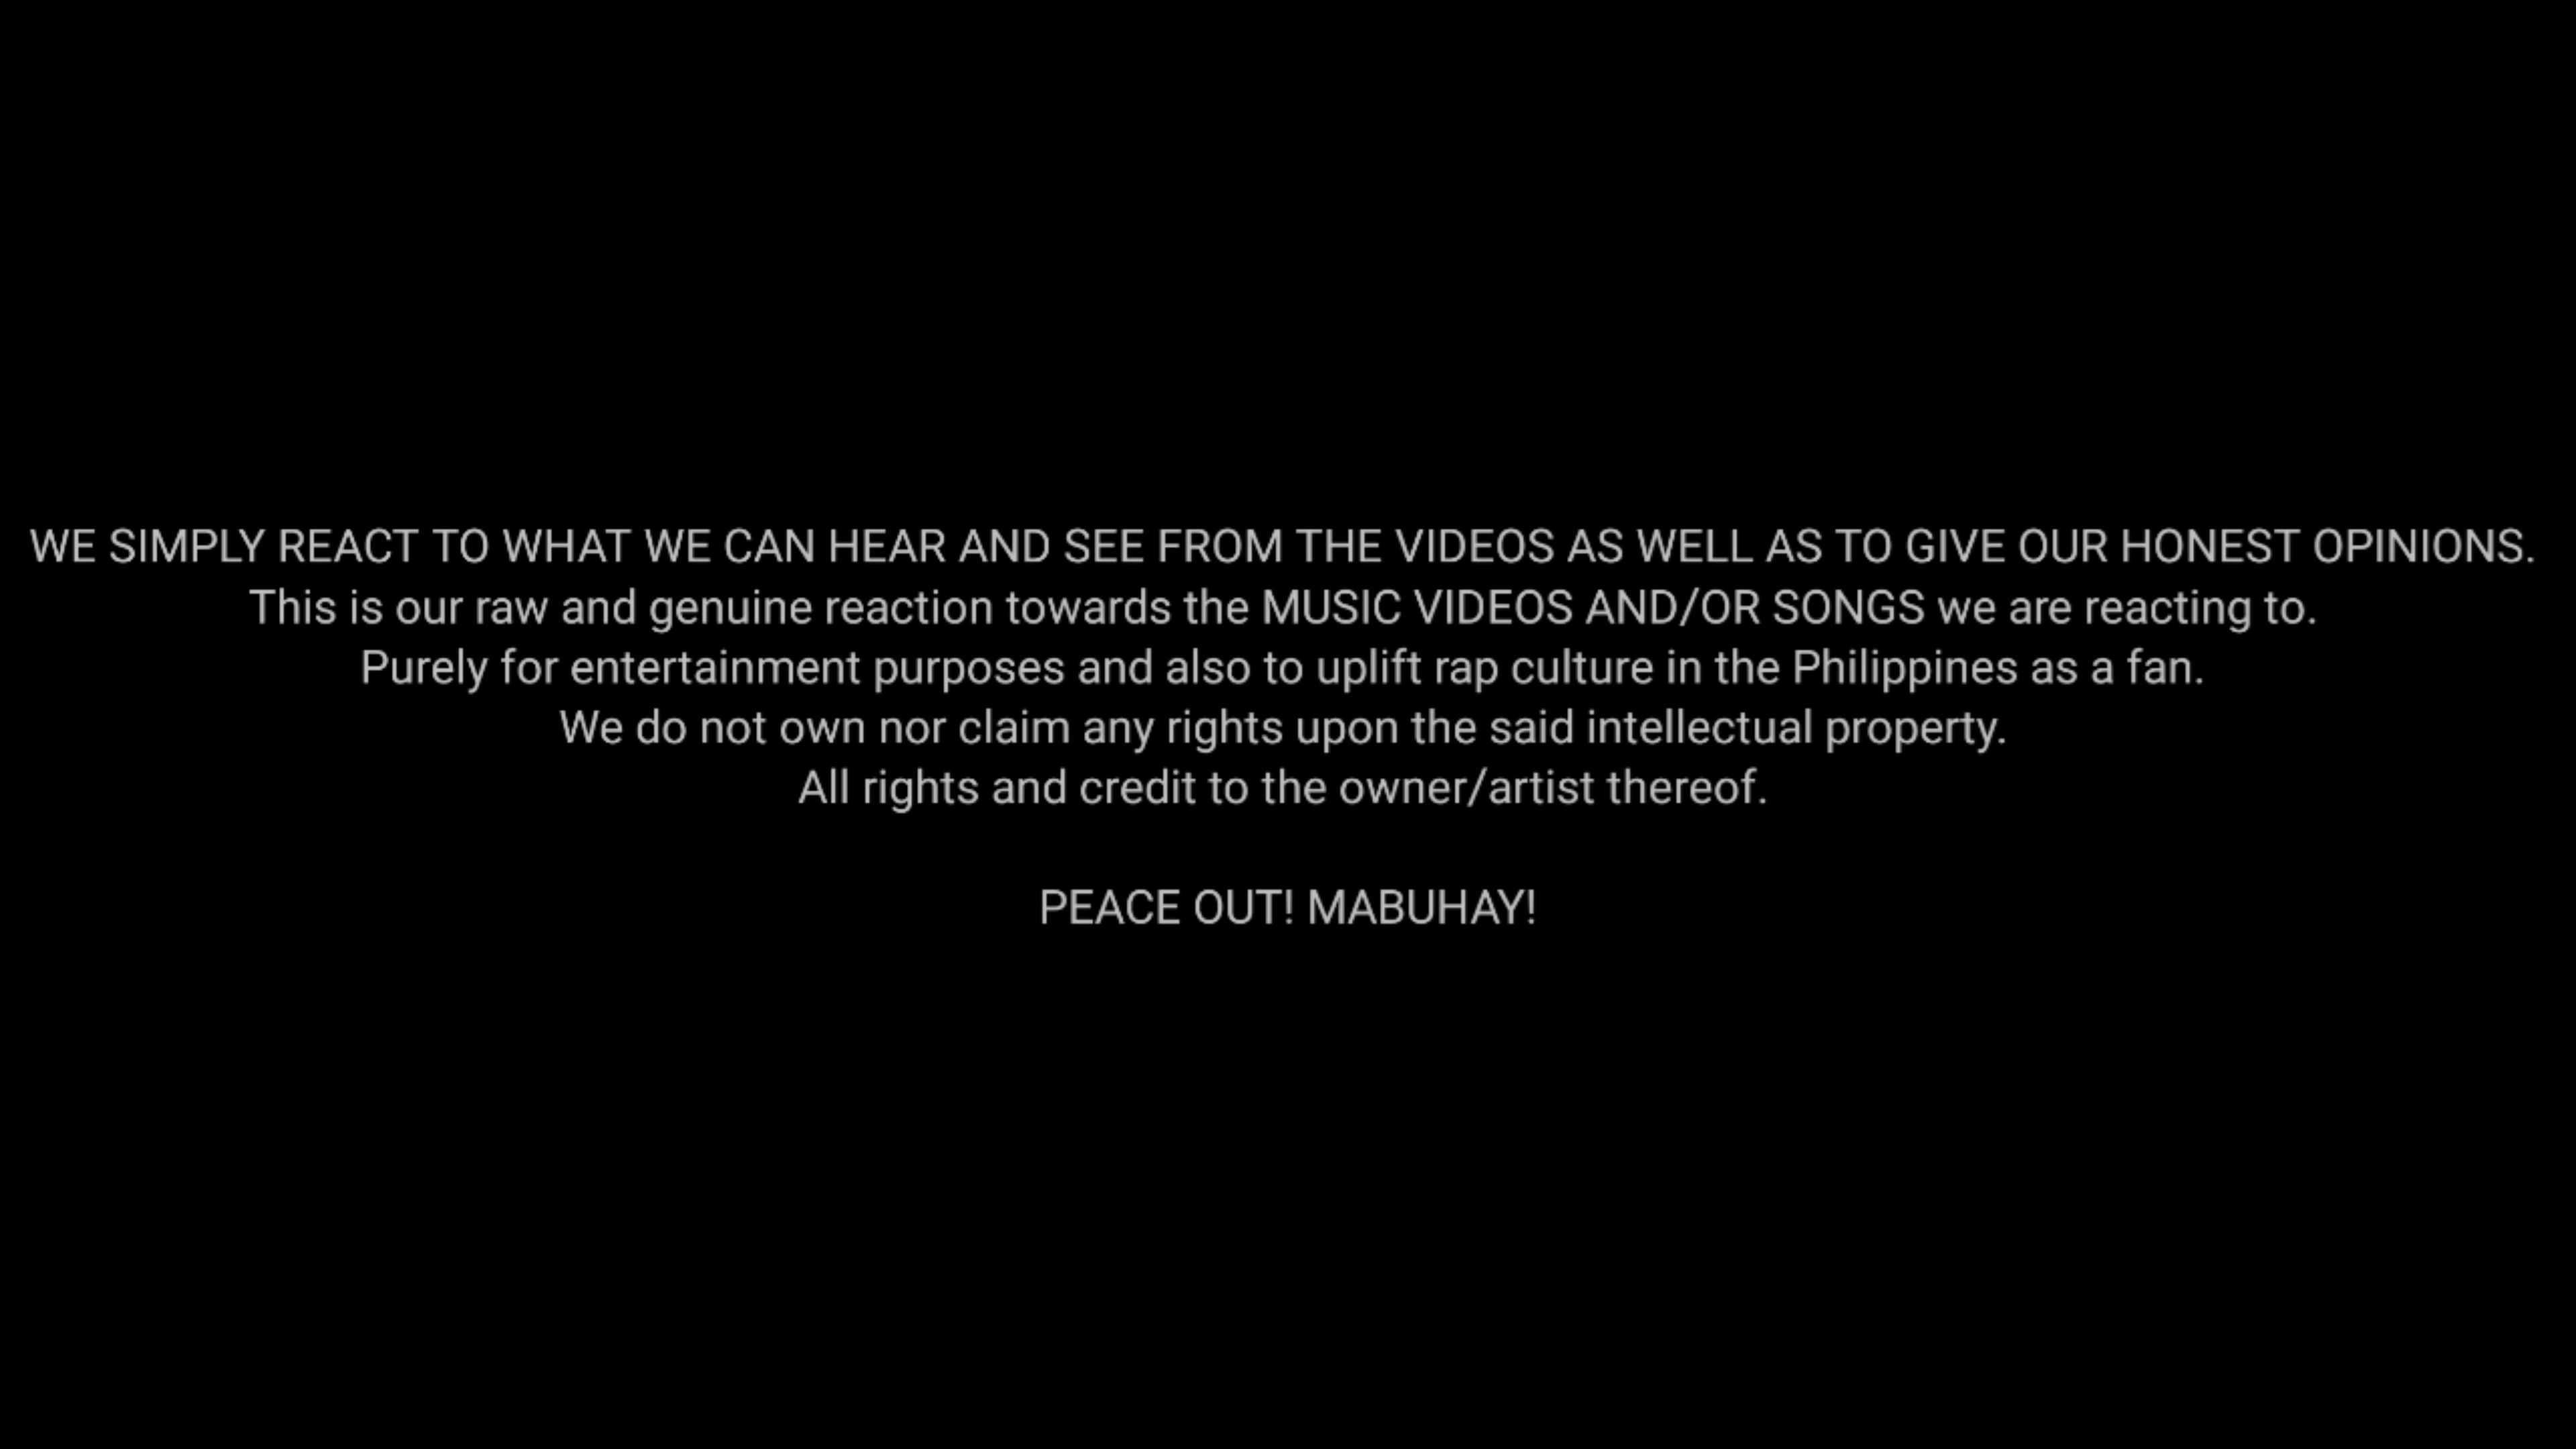 WE SIMPLY REACT TO WHAT WE CAN HEAR AND SEE FROM THE VIDEOS AS WELL AS TO GIVE OUR HONEST OPINIONS.
This is our raw and genuine reaction towards the MUSIC VIDEOS AND/OR SONGS we are reacting to.
Purely for entertainment purposes and also to uplift rap culture in the Philippines as a fan.
We do not own nor claim any rights upon the said intellectual property.
All rights and credit to the owner/artist thereof.
PEACE OUT! MABUHAY!